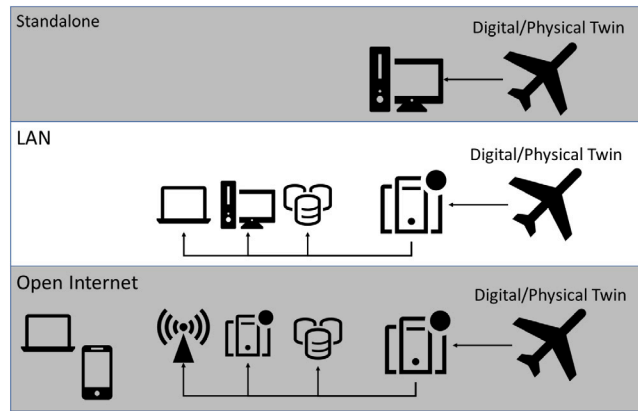 Standalone
Digital/Physical Twin
LAN
Digital/Physical Twin
Open Internet
Digital/Physical Twin